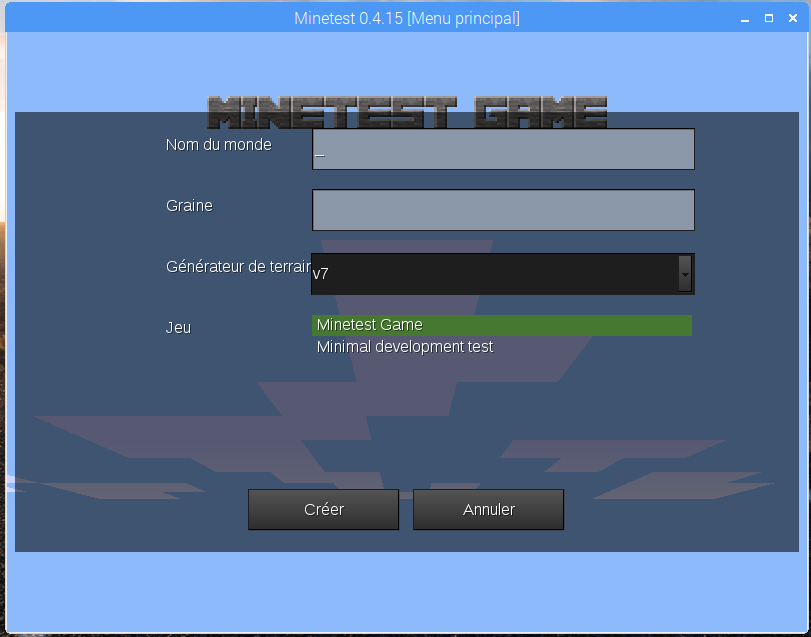 Minetest 0.4.15 [Menu principal]
MINETEST GAME
Nom du monde
_
Graine
Générateur de terrain
v7
Jeu
Minetest Game
Minimal development test
Créer
Annuler